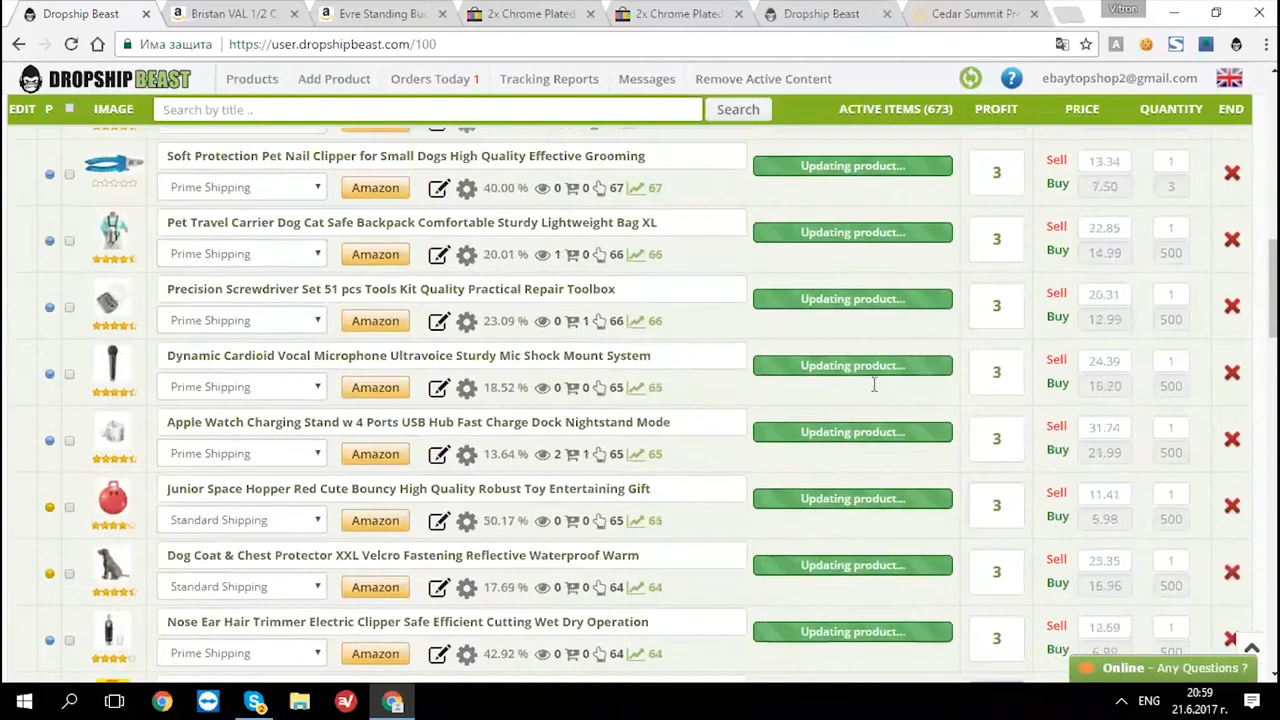 Dropship Beast
Bristan VAL 1/2 C
Evre Standing Bu
2x Chrome Plated
2x Chrome Plated
Dropship Beast
Cedar Summit Pr
Vitron
Има защита
https://user.dropshipbeast.com/100
DROPSHIPBEAST
Products
Add Product
Orders Today 1
Tracking Reports
Messages
Remove Active Content
ebaytopshop2@gmail.com
EDIT P IMAGE Search by title .. Search ACTIVE ITEMS (673) PROFIT PRICE QUANTITY END
Soft Protection Pet Nail Clipper for Small Dogs High Quality Effective Grooming
Updating product...
Prime Shipping Amazon 40.00 % 0 0 67 67
3 Sell 13.34 1
Buy 7.50 3
Pet Travel Carrier Dog Cat Safe Backpack Comfortable Sturdy Lightweight Bag XL
Updating product...
Prime Shipping Amazon 20.01 % 1 0 66 66
3 Sell 22.85 1
Buy 14.99 500
Precision Screwdriver Set 51 pcs Tools Kit Quality Practical Repair Toolbox
Updating product...
Prime Shipping Amazon 23.09 % 0 1 66 66
3 Sell 20.31 1
Buy 12.99 500
Dynamic Cardioid Vocal Microphone Ultravoice Sturdy Mic Shock Mount System
Updating product...
Prime Shipping Amazon 18.52 % 0 0 65 65
3 Sell 24.39 1
Buy 16.20 500
Apple Watch Charging Stand w 4 Ports USB Hub Fast Charge Dock Nightstand Mode
Updating product...
Prime Shipping Amazon 13.64 % 2 1 65 65
3 Sell 31.74 1
Buy 21.99 500
Junior Space Hopper Red Cute Bouncy High Quality Robust Toy Entertaining Gift
Updating product...
Standard Shipping Amazon 50.17 % 0 0 65 65
3 Sell 11.41 1
Buy 5.98 500
Dog Coat & Chest Protector XXL Velcro Fastening Reflective Waterproof Warm
Updating product...
Standard Shipping Amazon 17.69 % 0 0 64 64
3 Sell 25.35 1
Buy 16.96 500
Nose Ear Hair Trimmer Electric Clipper Safe Efficient Cutting Wet Dry Operation
Updating product...
Prime Shipping Amazon 42.92 % 0 0 64 64
3 Sell 12.59 1
Buy 6.99 500
Online - Any Questions ?
ЕНГ
20:59
21.6.2017 г.